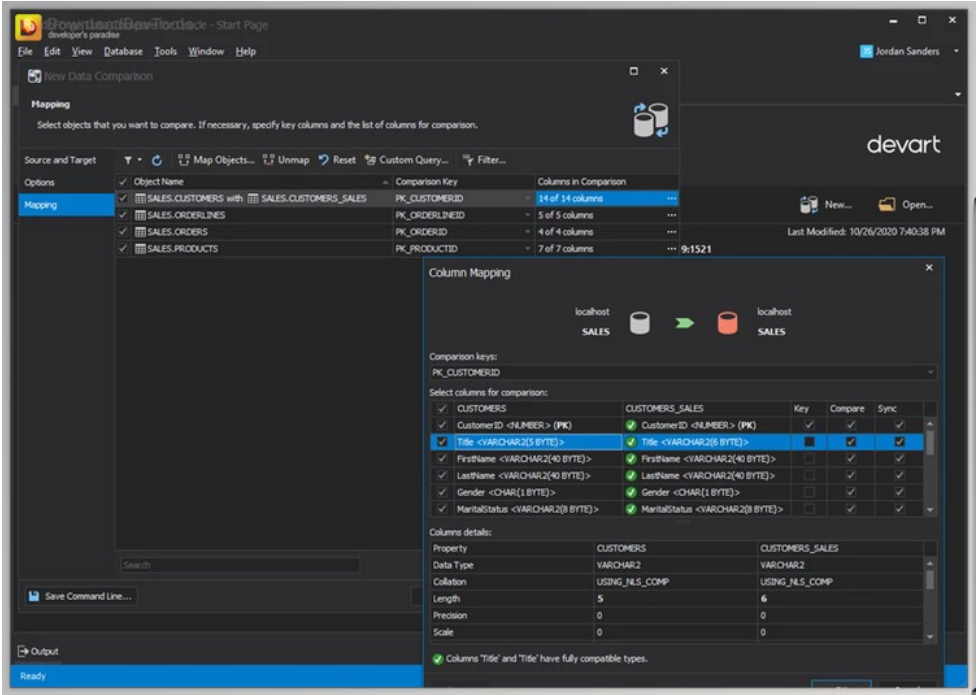 DownloadDevTools.ir
developer's paradise
- Start Page
File Edit View Database Tools Window Help
JS Jordan Sanders
New Data Comparison
Mapping
Select objects that you want to compare. If necessary, specify key columns and the list of columns for comparison.
devart
Source and Target
Map Objects... Unmap Reset Custom Query... Filter...
Options
Object Name Comparison Key Columns in Comparison
Mapping
SALES.CUSTOMERS with SALES.CUSTOMERS_SALES PK_CUSTOMERID 14 of 14 columns ...
New... Open...
SALES.ORDERLINES PK_ORDERLINEID 5 of 5 columns ...
SALES.ORDERS PK_ORDERID 4 of 4 columns ...
Last Modified: 10/26/2020 7:40:38 PM
SALES.PRODUCTS PK_PRODUCTID 7 of 7 columns ... 9:1521
Column Mapping
localhost localhost
SALES SALES
Comparison keys:
PK_CUSTOMERID
Select columns for comparison:
CUSTOMERS CUSTOMERS_SALES Key Compare Sync
CustomerID <NUMBER> (PK) CustomerID <NUMBER> (PK)
Title <VARCHAR2(5 BYTE)> Title <VARCHAR2(6 BYTE)>
FirstName <VARCHAR2(40 BYTE)> FirstName <VARCHAR2(40 BYTE)>
LastName <VARCHAR2(40 BYTE)> LastName <VARCHAR2(40 BYTE)>
Gender <CHAR(1 BYTE)> Gender <CHAR(1 BYTE)>
MaritalStatus <VARCHAR2(8 BYTE)> MaritalStatus <VARCHAR2(8 BYTE)>
Columns details:
Property CUSTOMERS CUSTOMERS_SALES
Data Type VARCHAR2 VARCHAR2
Collation USING_NLS_COMP USING_NLS_COMP
Search
Length 5 6
Save Command Line...
Precision 0 0
Scale 0 0
Output
Columns 'Title' and 'Title' have fully compatible types.
Ready